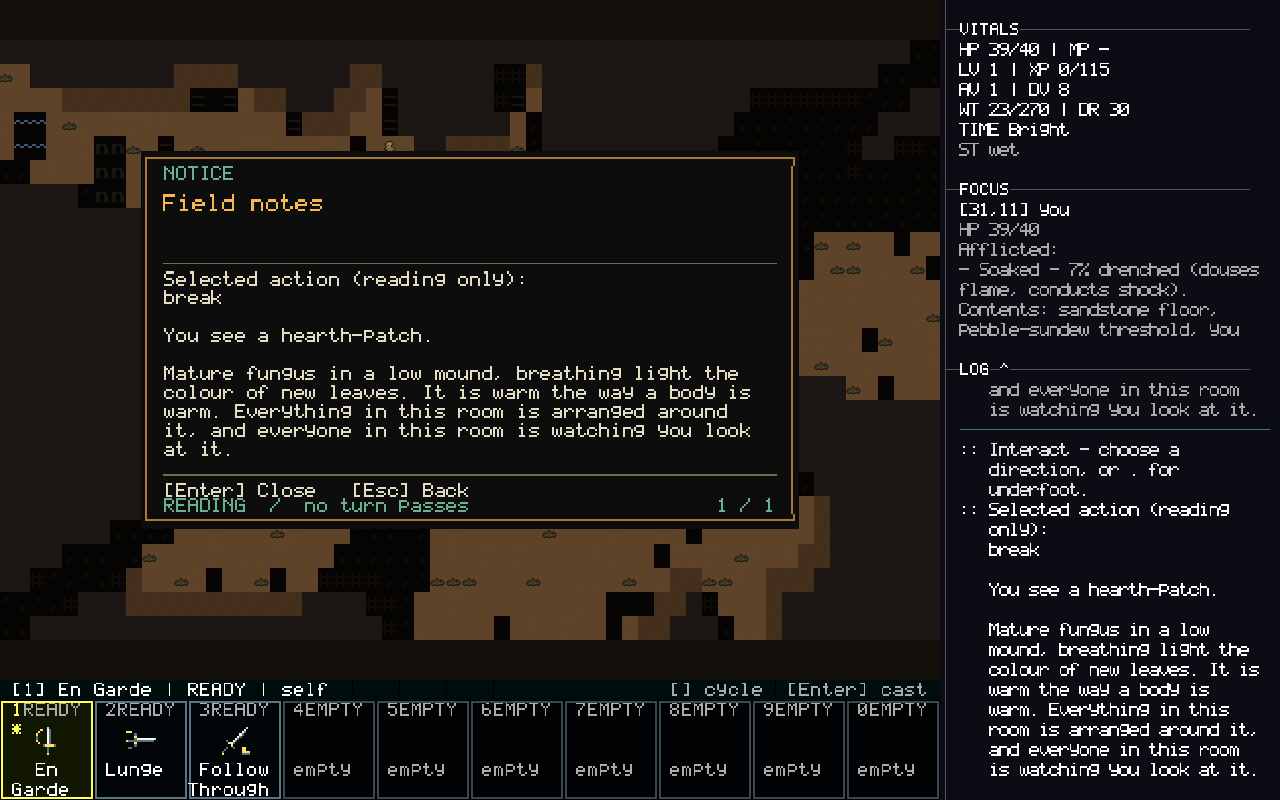 NOTICE
Field notes
Selected action (reading only):
break
You see a hearth-patch.
Mature fungus in a low mound, breathing light the
colour of new leaves. It is warm the way a body is
warm. Everything in this room is arranged around
it, and everyone in this room is watching you look
at it.
[Enter] Close [Esc] Back
READING / no turn passes 1 / 1
VITALS
HP 39/40 | MP -
LV 1 | XP 0/115
AV 1 | DV 8
WT 23/270 | DR 30
TIME Bright
ST wet
FOCUS
[31,11] You
HP 39/40
Afflicted:
- Soaked - 7% drenched (douses
flame, conducts shock).
Contents: sandstone floor,
Pebble-sundew threshold, you
LOG ^
and everyone in this room
is watching you look at it.
:: Interact - choose a
direction, or . for
underfoot.
:: Selected action (reading
only):
break
You see a hearth-patch.
Mature fungus in a low
mound, breathing light the
colour of new leaves. It is
warm the way a body is
warm. Everything in this
room is arranged around it,
and everyone in this room
is watching you look at it.
[1] En Garde | READY | self [] cycle [Enter] cast
1READY 2READY 3READY 4EMPTY 5EMPTY 6EMPTY 7EMPTY 8EMPTY 9EMPTY 0EMPTY
*
En Garde Lunge Follow Through empty empty empty empty empty empty empty